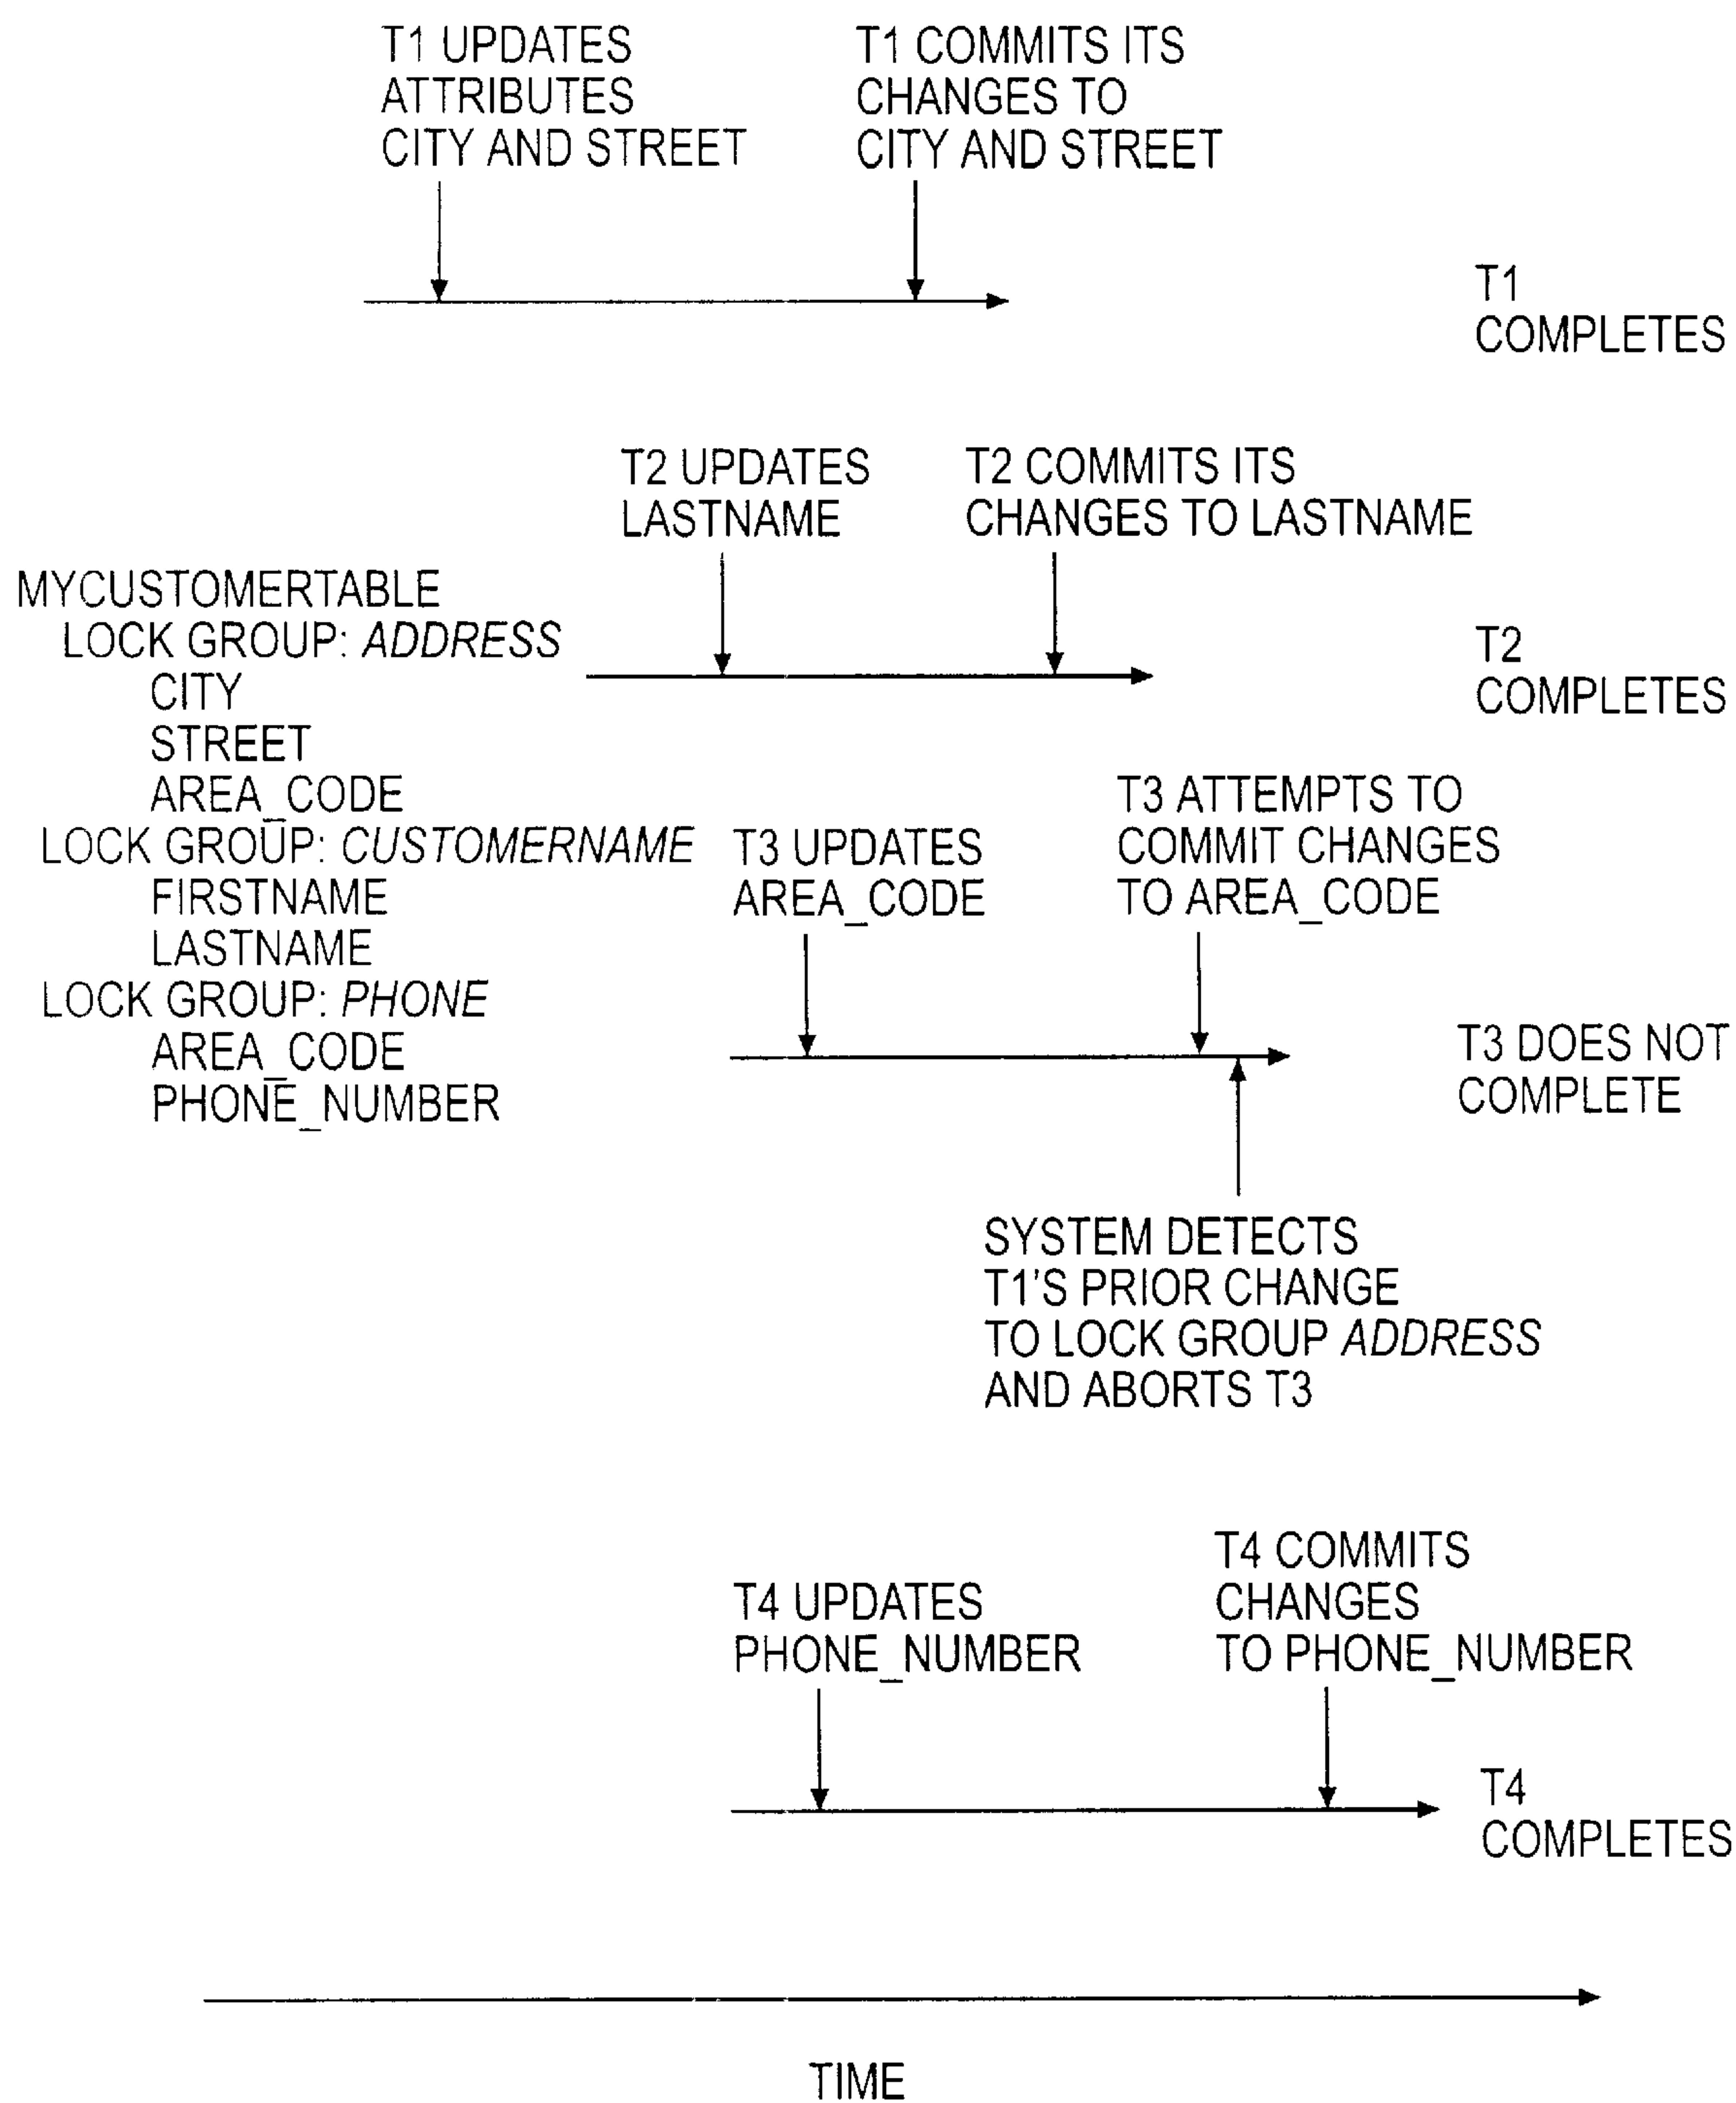 T1 UPDATES
ATTRIBUTES
CITY AND STREET
T1 COMMITS ITS
CHANGES TO
CITY AND STREET
T1
COMPLETES
T2 UPDATES
LASTNAME
T2 COMMITS ITS
CHANGES TO LASTNAME
T2
COMPLETES
MYCUSTOMERTABLE
LOCK GROUP: ADDRESS
CITY
STREET
AREA_CODE
LOCK GROUP: CUSTOMERNAME
FIRSTNAME
LASTNAME
LOCK GROUP: PHONE
AREA_CODE
PHONE_NUMBER
T3 UPDATES
AREA_CODE
T3 ATTEMPTS TO
COMMIT CHANGES
TO AREA_CODE
T3 DOES NOT
COMPLETE
SYSTEM DETECTS
T1'S PRIOR CHANGE
TO LOCK GROUP ADDRESS
AND ABORTS T3
T4 UPDATES
PHONE_NUMBER
T4 COMMITS
CHANGES
TO PHONE_NUMBER
T4
COMPLETES
TIME